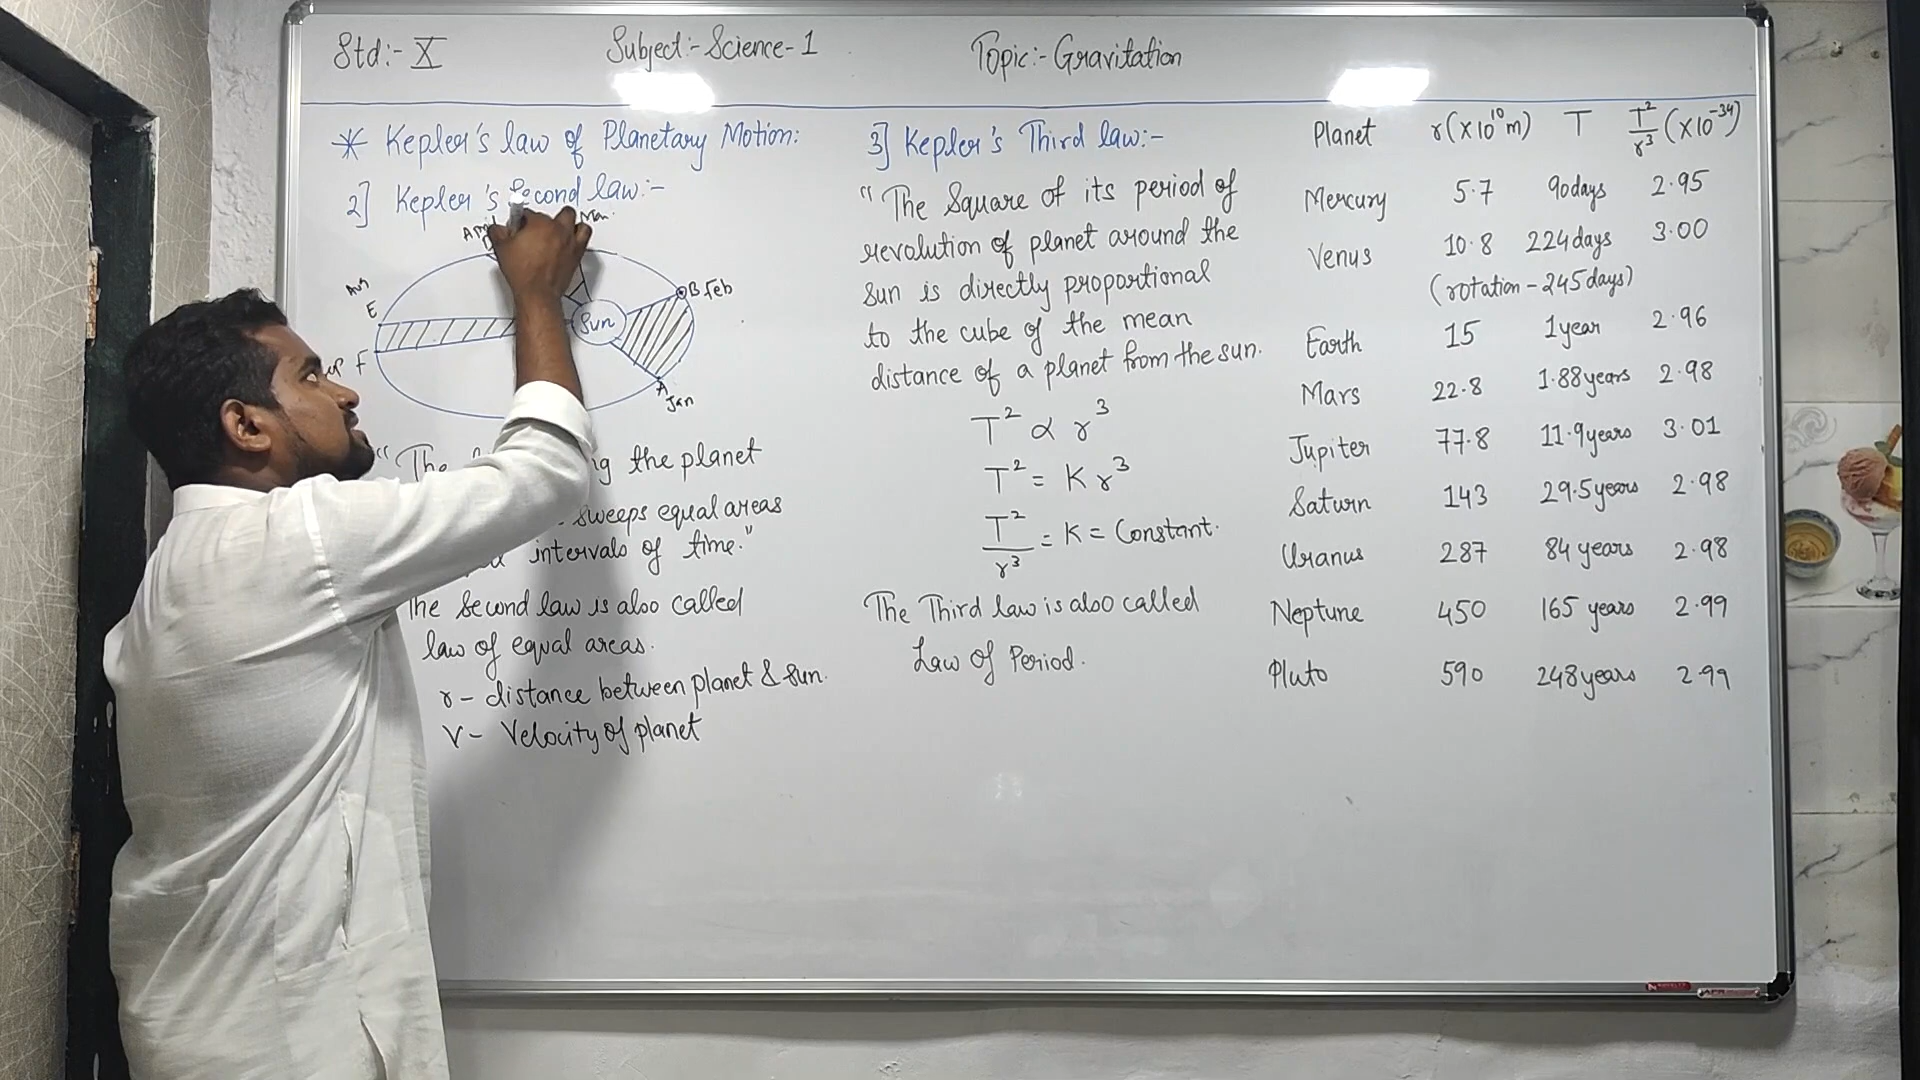 Std:- X
Subject:- Science-1
Topic:- Gravitation
* Kepler's law of Planetary Motion:
2] Kepler's Second law:-
Mar.
Aug
E
F
Sun
B Feb
A
Jan
"The the planet
sweeps equal areas
intervals of time."
The Second law is also called
law of equal areas.
r - distance between planet & sun.
V - Velocity of planet
3] Kepler's Third law:-
"The Square of its period of
revolution of planet around the
sun is directly proportional
to the cube of the mean
distance of a planet from the sun.
T² ∝ r³
T² = K r³
T²/r³ = K = Constant.
The Third law is also called
Law of Period.
Planet r(×10¹⁰m) T T²/r³ (×10⁻³⁴)
Mercury 5.7 90days 2.95
Venus 10.8 224days 3.00
(rotation - 245 days)
Earth 15 1year 2.96
Mars 22.8 1.88years 2.98
Jupiter 77.8 11.9years 3.01
Saturn 143 29.5years 2.98
Uranus 287 84 years 2.98
Neptune 450 165 years 2.99
Pluto 590 248years 2.99